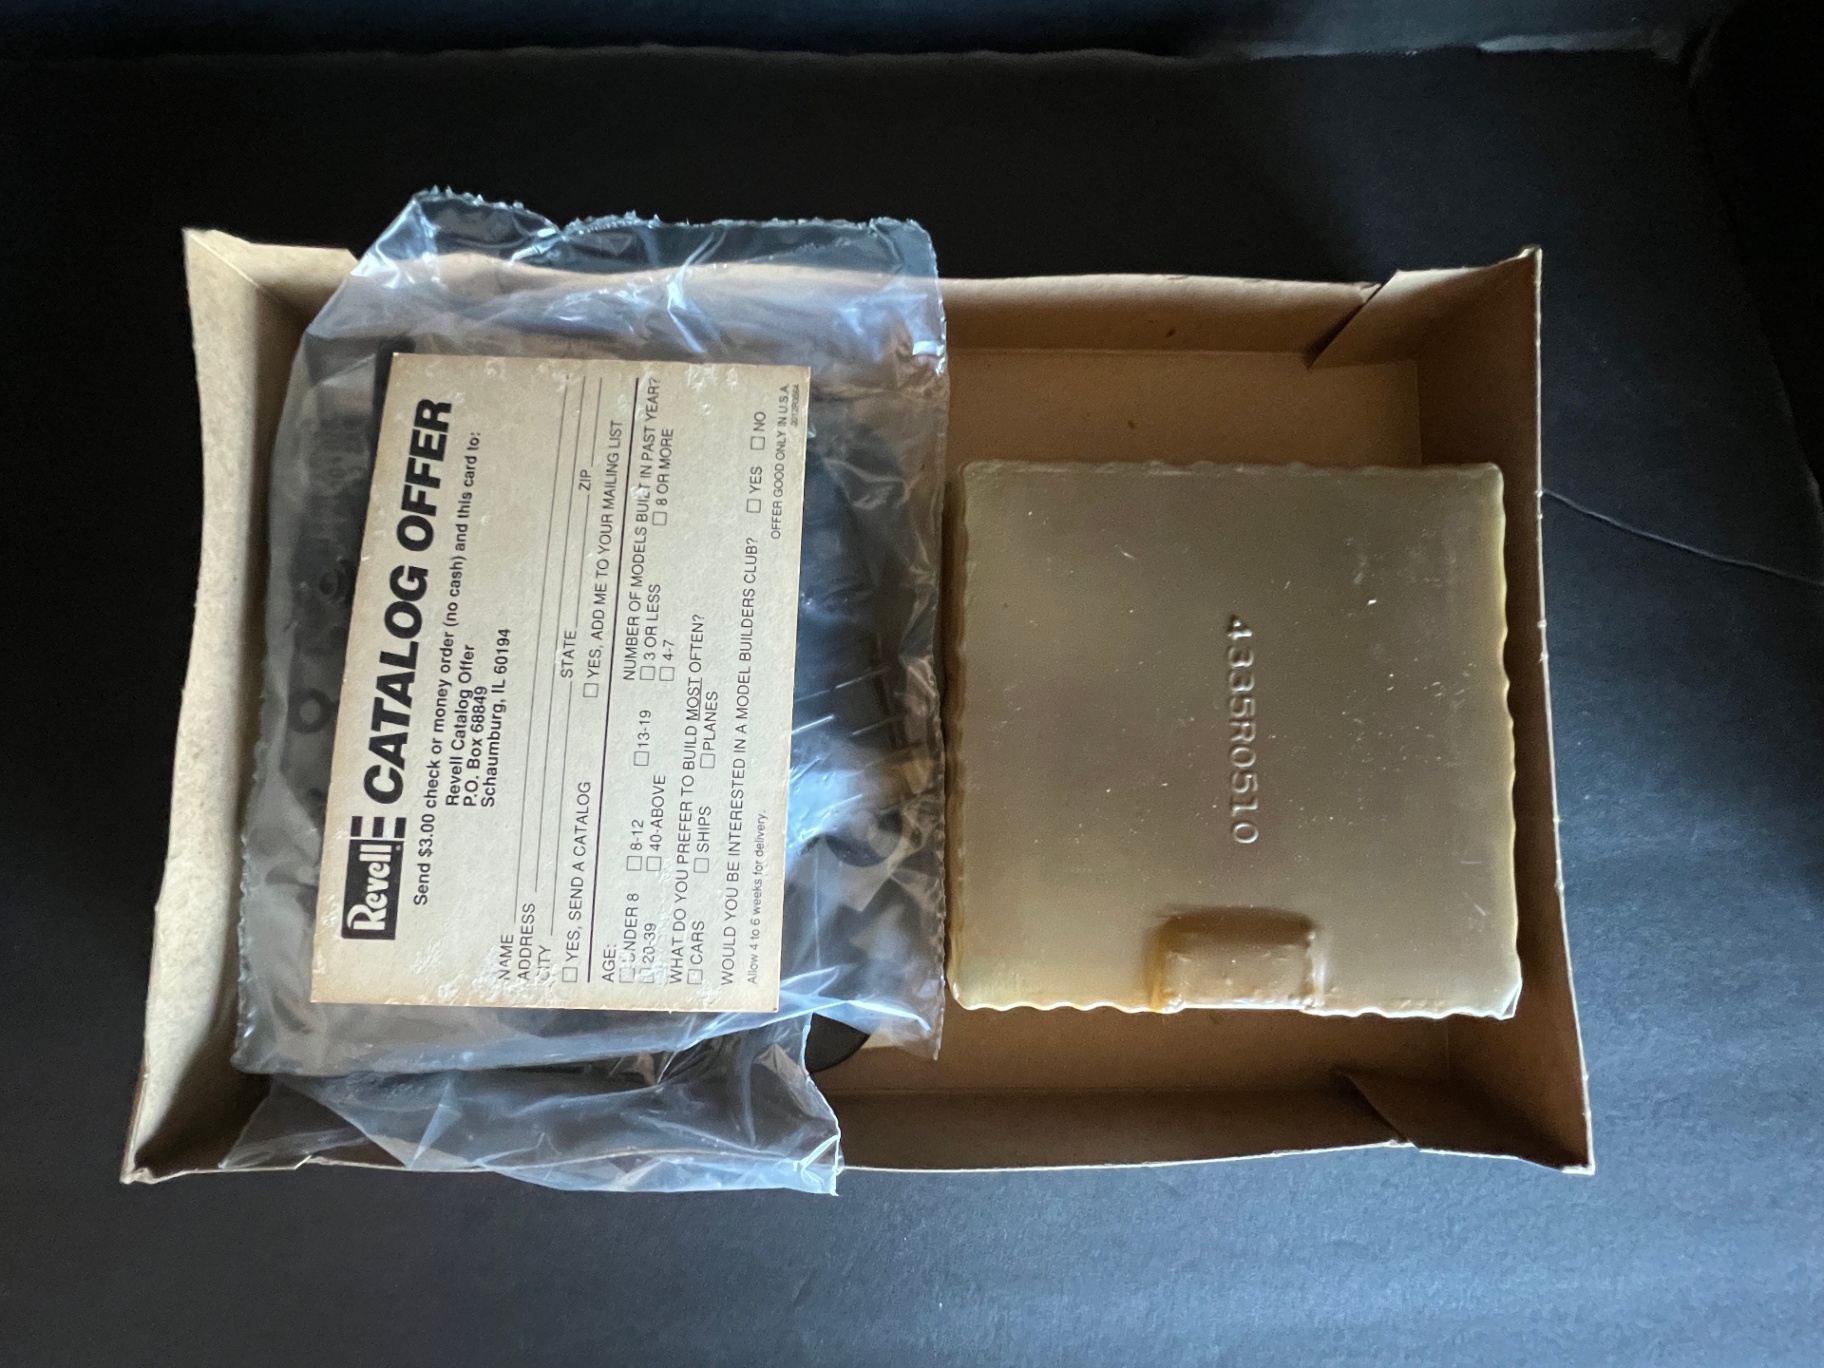 Revell CATALOG OFFER
Send $3.00 check or money order (no cash) and this card to:
Revell Catalog Offer
P.O. Box 68849
Schaumburg, IL 60194
NAME
ADDRESS
CITY STATE ZIP
☐ YES, SEND A CATALOG ☐ YES, ADD ME TO YOUR MAILING LIST
AGE: NUMBER OF MODELS BUILT IN PAST YEAR?
☐ UNDER 8 ☐ 8-12 ☐ 13-19 ☐ 3 OR LESS ☐ 8 OR MORE
☐ 20-39 ☐ 40-ABOVE ☐ 4-7
WHAT DO YOU PREFER TO BUILD MOST OFTEN?
☐ CARS ☐ SHIPS ☐ PLANES
WOULD YOU BE INTERESTED IN A MODEL BUILDERS CLUB? ☐ YES ☐ NO
Allow 4 to 6 weeks for delivery. OFFER GOOD ONLY IN U.S.A.
4335R0510